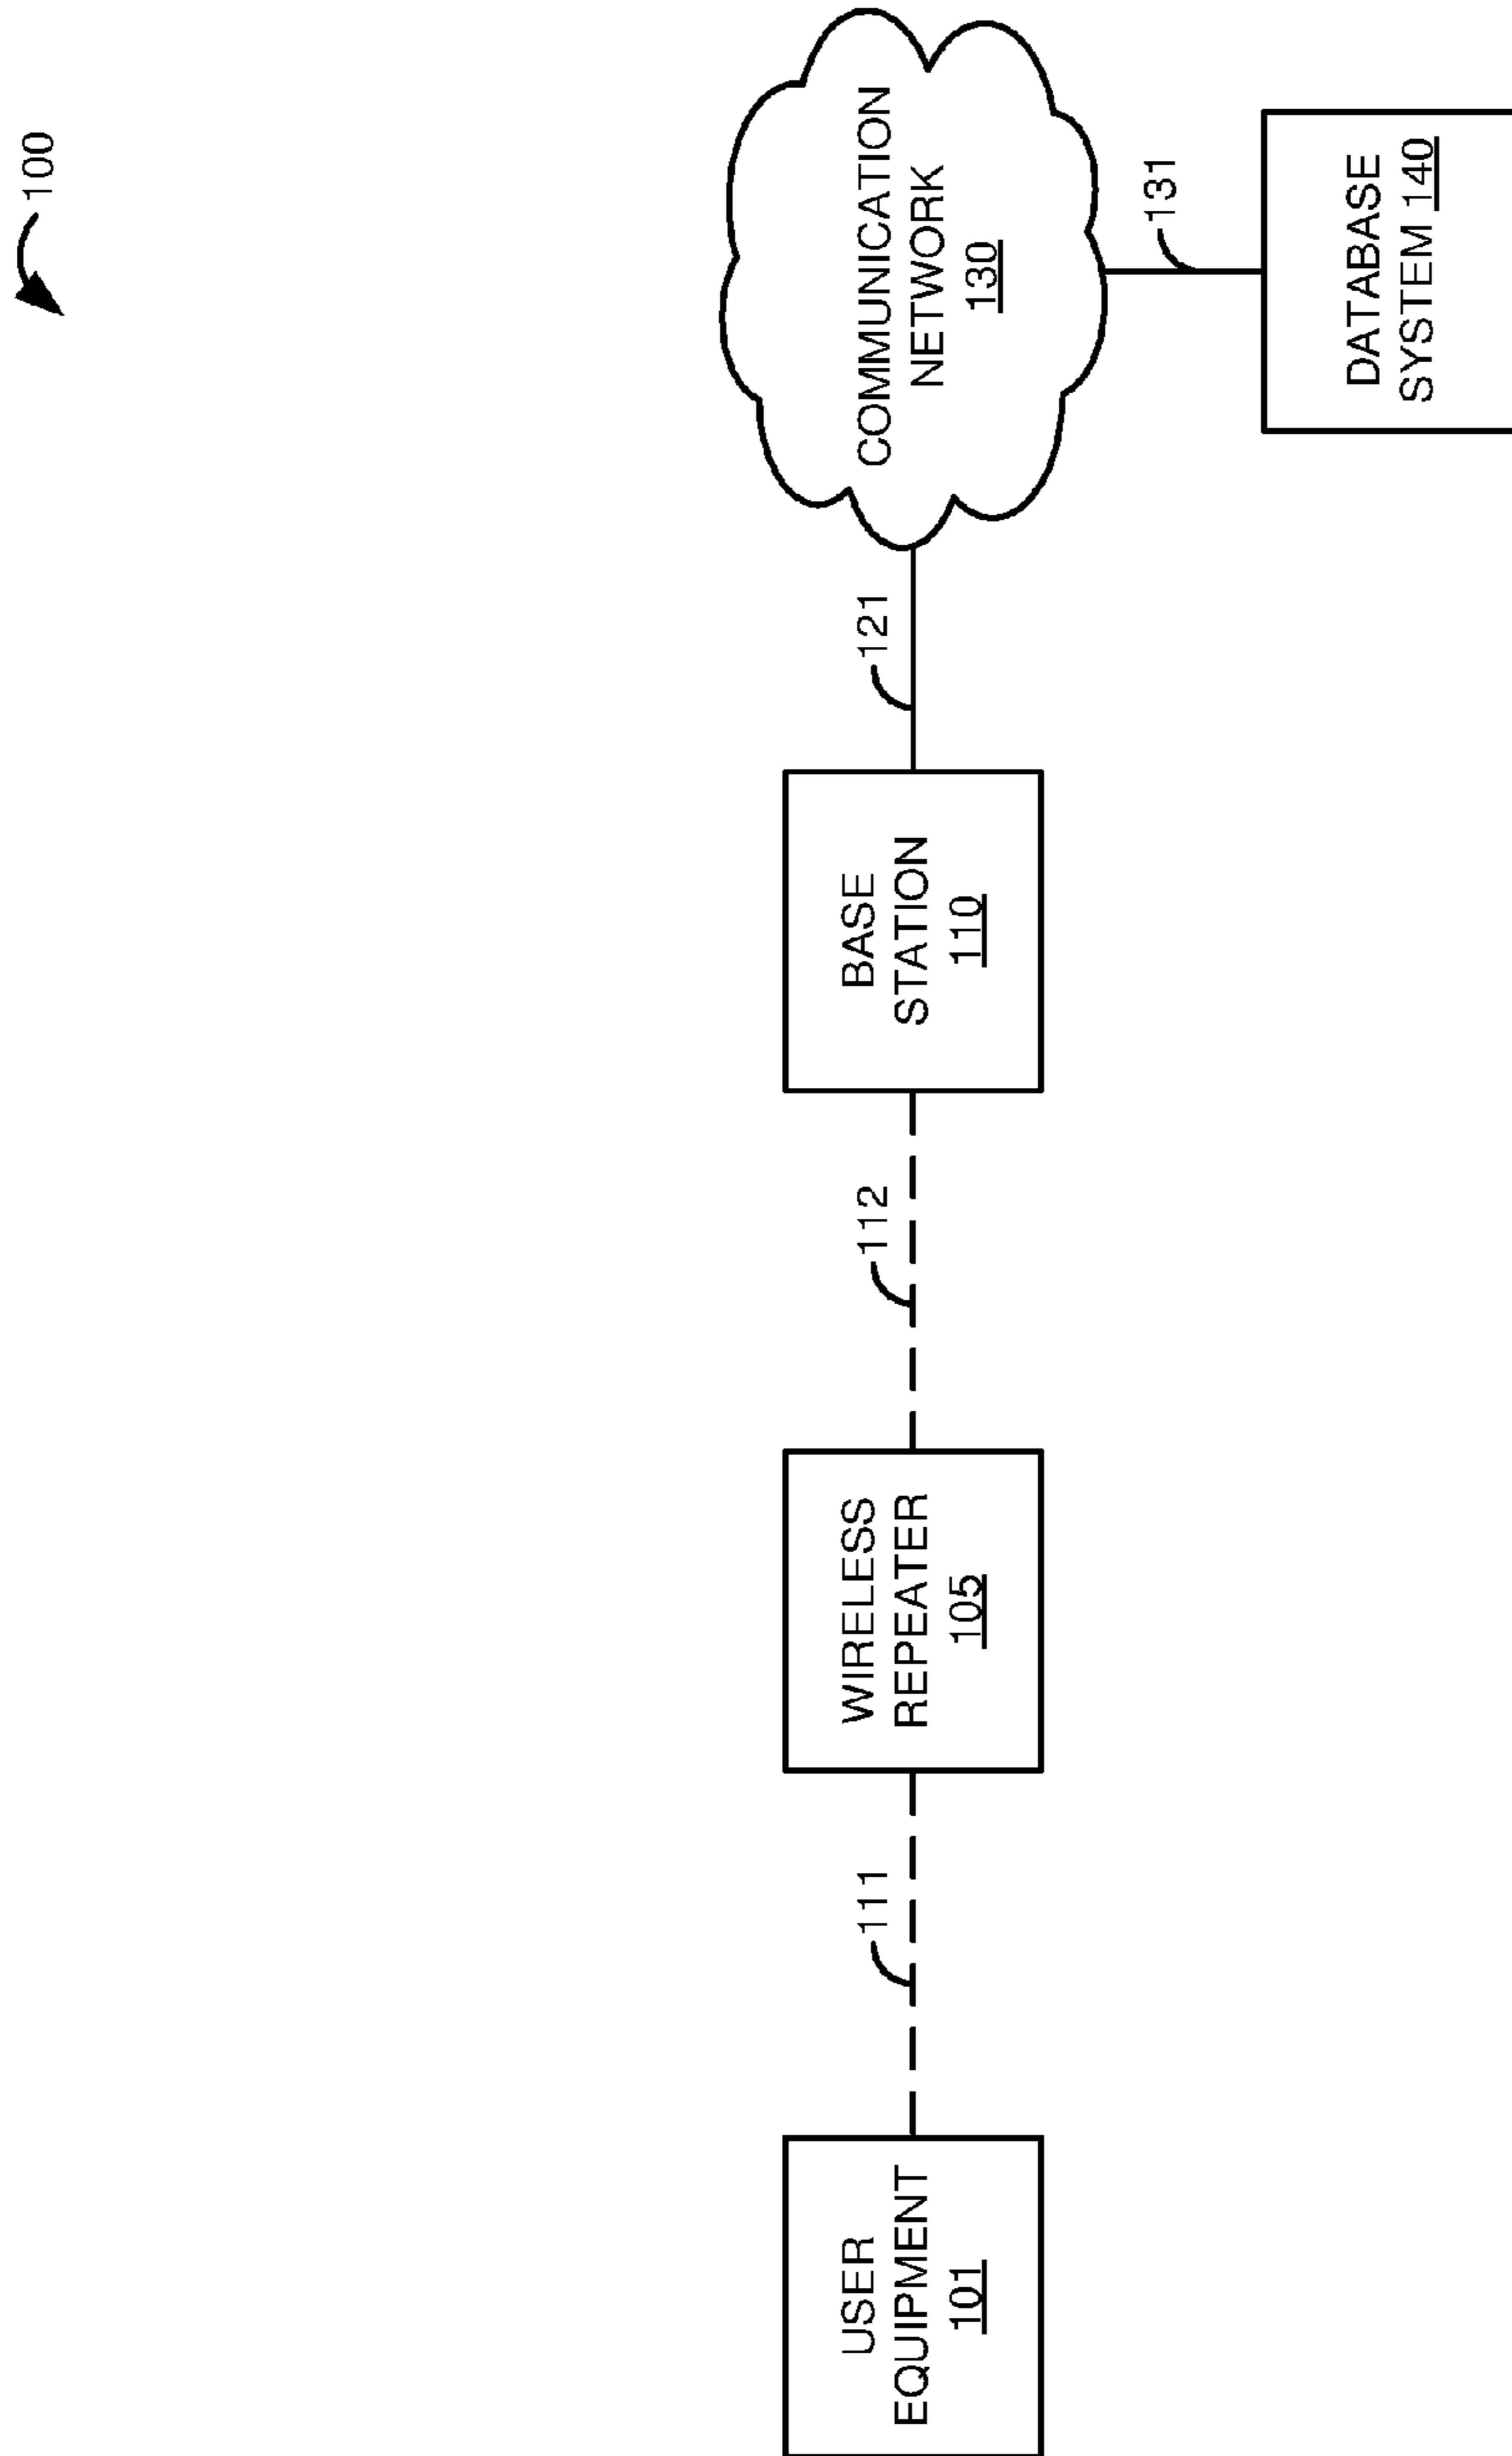 100
USER
EQUIPMENT
101
111
WIRELESS
REPEATER
105
112
BASE
STATION
110
121
COMMUNICATION
NETWORK
130
131
DATABASE
SYSTEM 140